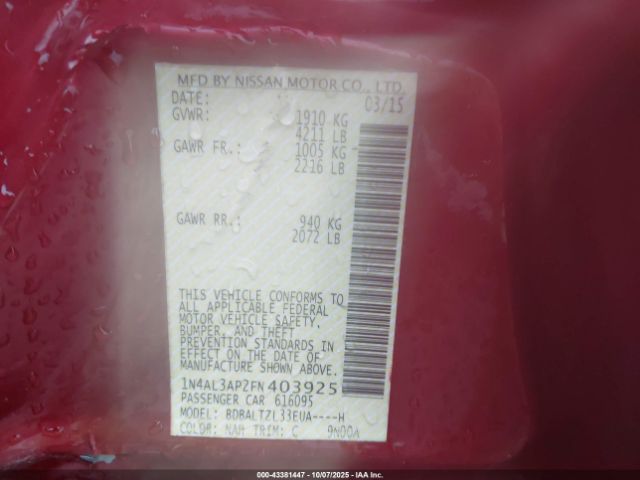 MFD BY NISSAN MOTOR CO., LTD.
DATE: 03/15
GVWR: 1910 KG
4211 LB
GAWR FR.: 1005 KG
2216 LB
GAWR RR.: 940 KG
2072 LB
THIS VEHICLE CONFORMS TO
ALL APPLICABLE FEDERAL
MOTOR VEHICLE SAFETY,
BUMPER, AND THEFT
PREVENTION STANDARDS IN
EFFECT ON THE DATE OF
MANUFACTURE SHOWN ABOVE.
1N4AL3AP2FN403925
PASSENGER CAR 616095
MODEL: BDBALTZL33EUA----H
COLOR: NAH TRIM: C 9N00A
000-43381447 - 10/07/2025 - IAAI.COM